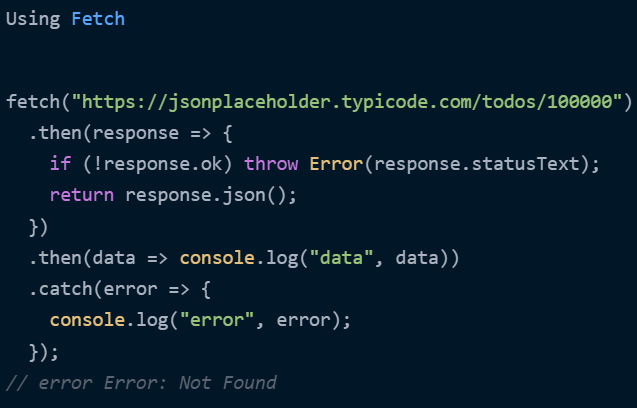 Using Fetch
fetch("https://jsonplaceholder.typicode.com/todos/100000")
  .then(response => {
    if (!response.ok) throw Error(response.statusText);
    return response.json();
  })
  .then(data => console.log("data", data))
  .catch(error => {
    console.log("error", error);
  });
// error Error: Not Found